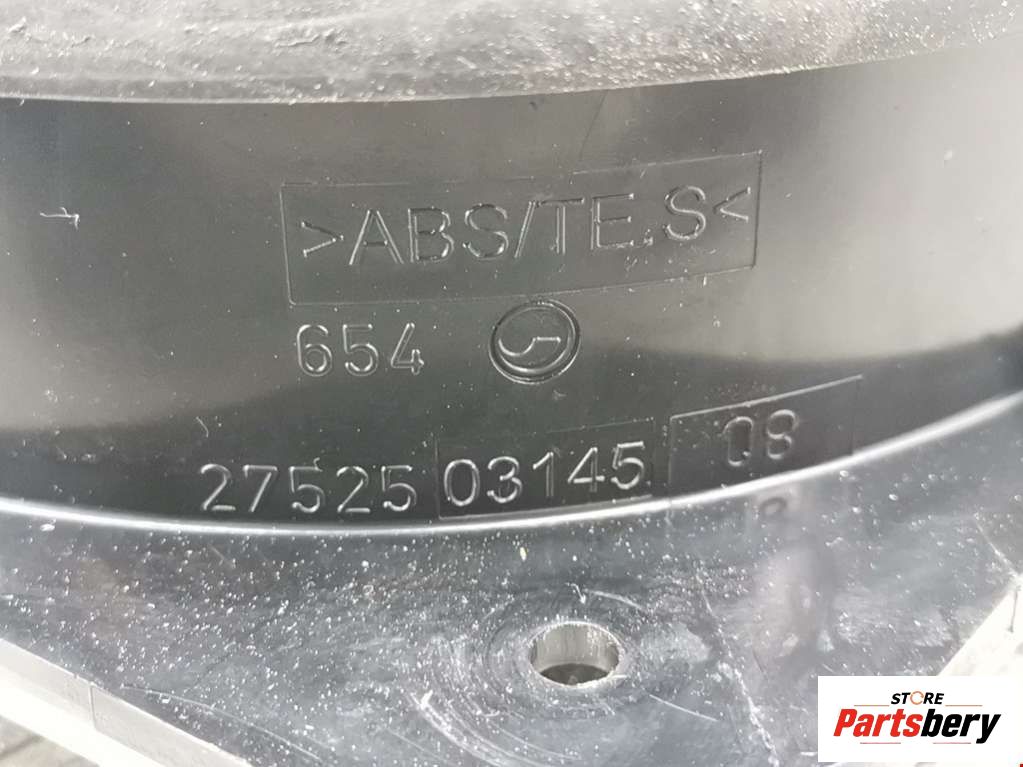 >ABS/TE.S<
654
27525 03145 08
STORE
Partsbery